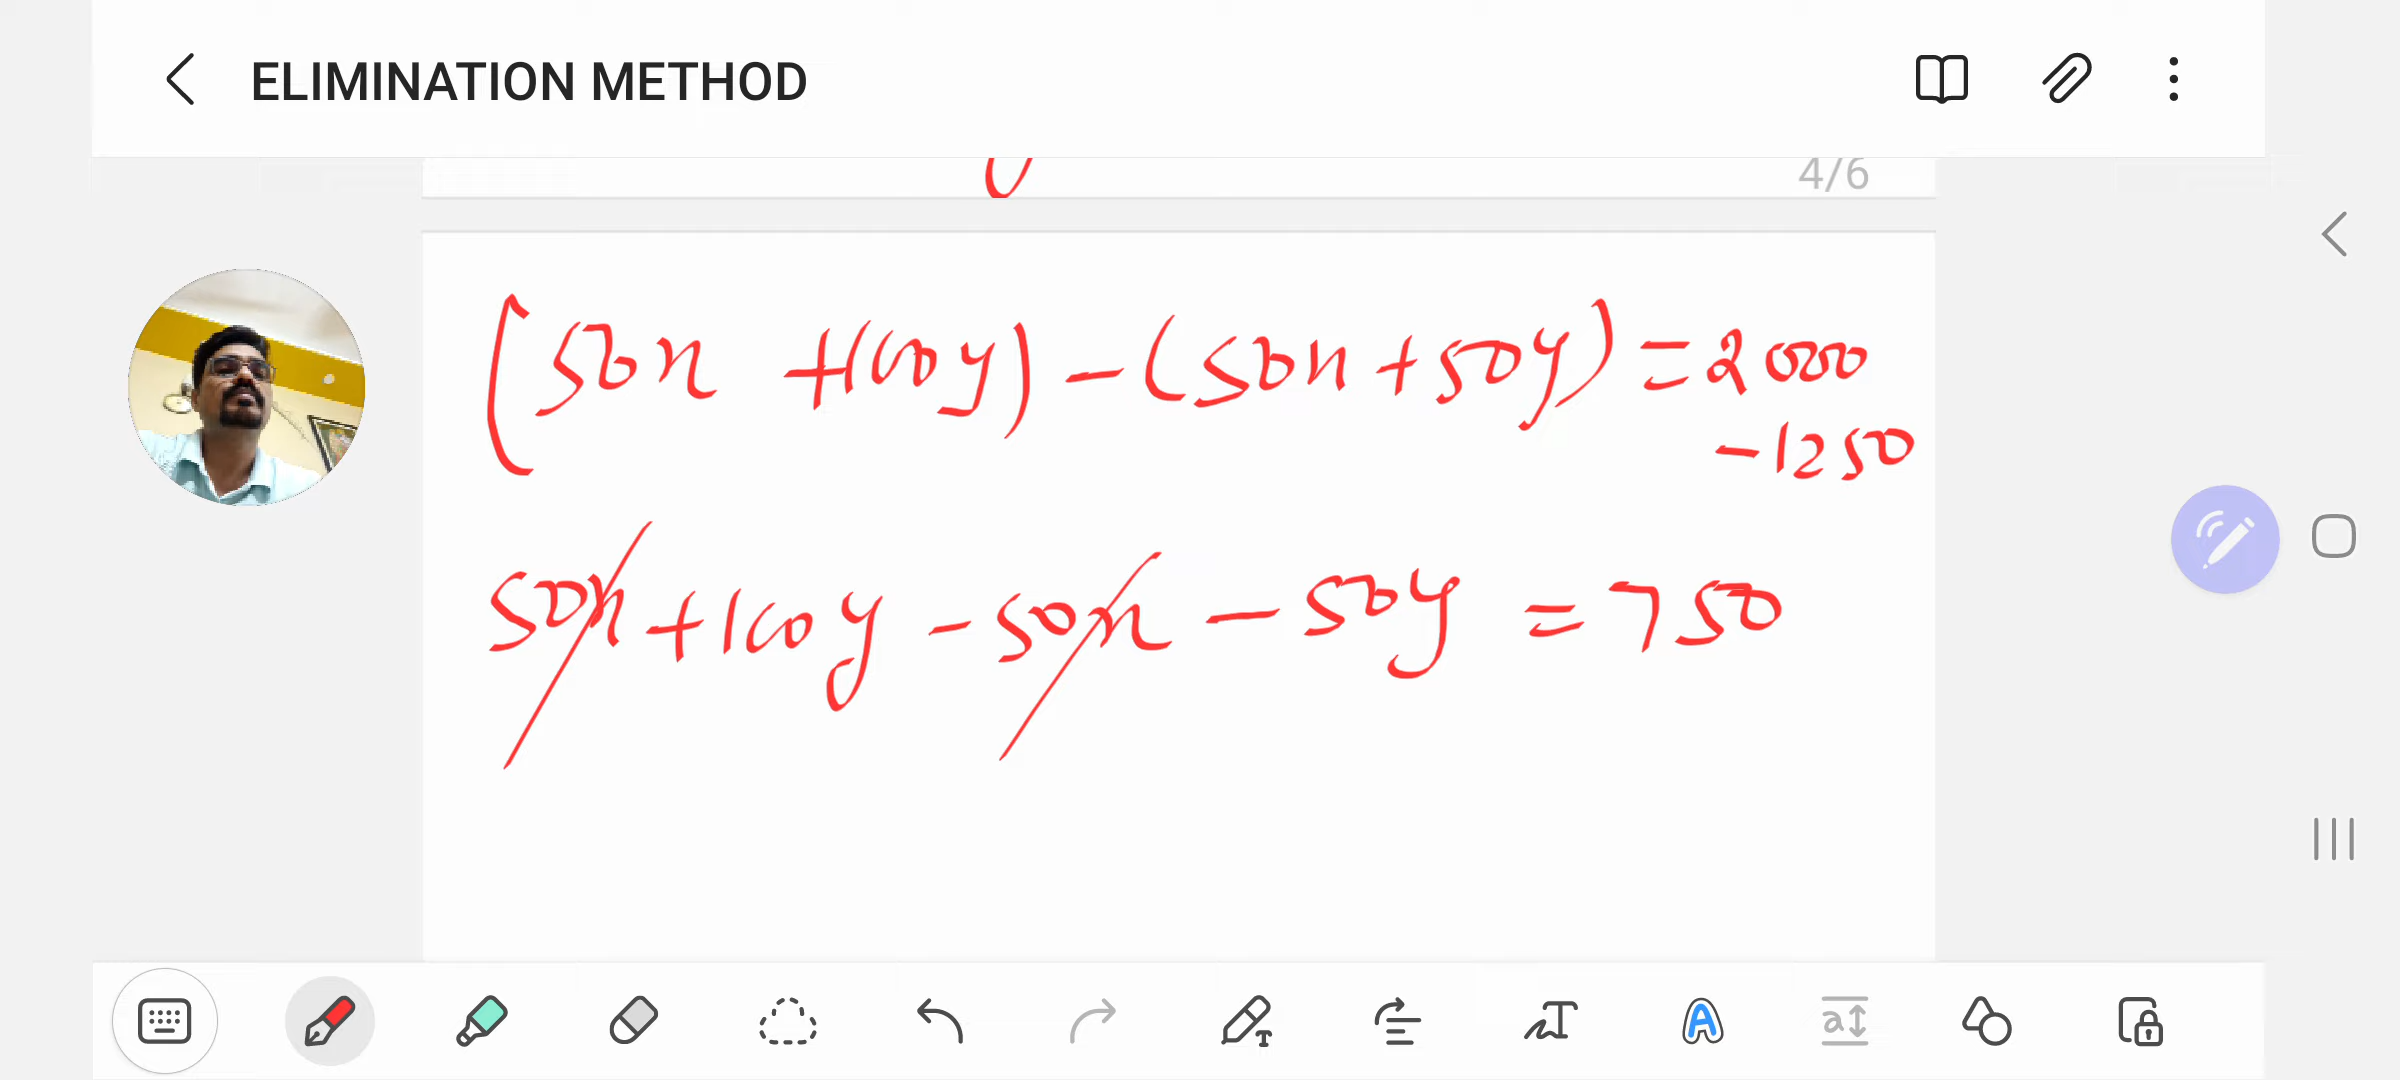 ELIMINATION METHOD
4/6
(50x +100y) - (50x + 50y) = 2000
- 1250
50x + 100y - 50x - 50y = 750